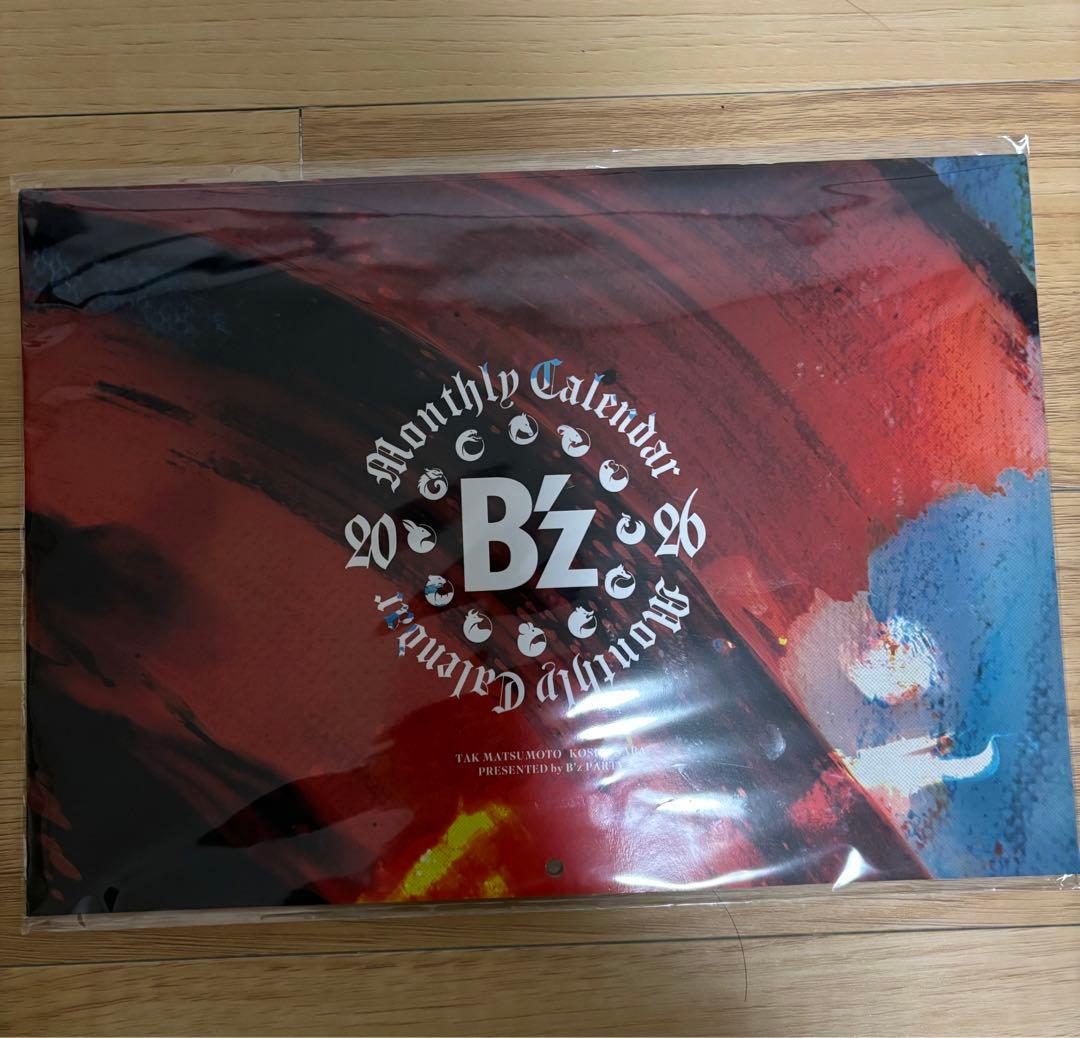 Monthly Calendar
20
B'z
26
Monthly Calendar
TAK MATSUMOTO
PRESENTED by B'z